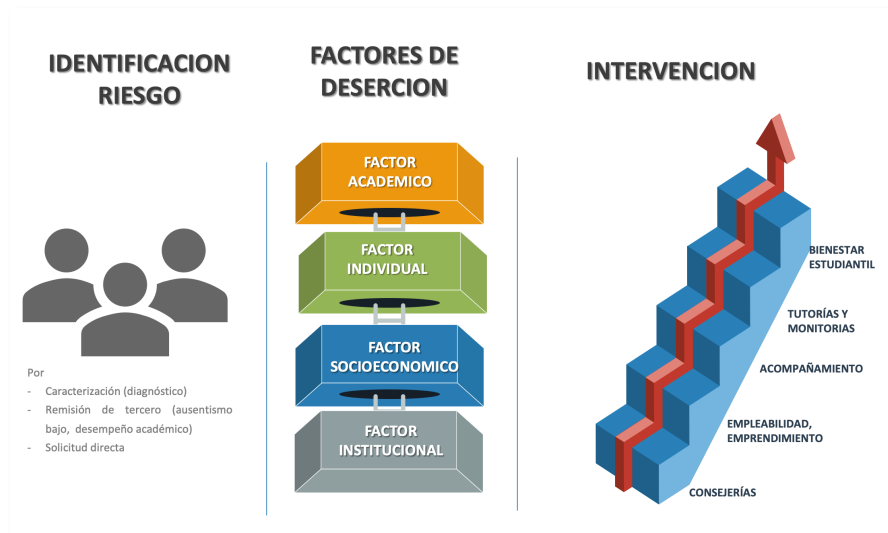 IDENTIFICACION
RIESGO
Por
- Caracterización (diagnóstico)
- Remisión de tercero (ausentismo
bajo, desempeño académico)
- Solicitud directa
FACTORES DE
DESERCION
FACTOR
ACADEMICO
FACTOR
INDIVIDUAL
FACTOR
SOCIOECONOMICO
FACTOR
INSTITUCIONAL
INTERVENCION
BIENESTAR
ESTUDIANTIL
TUTORÍAS Y
MONITORIAS
ACOMPAÑAMIENTO
EMPLEABILIDAD,
EMPRENDIMIENTO
CONSEJERÍAS